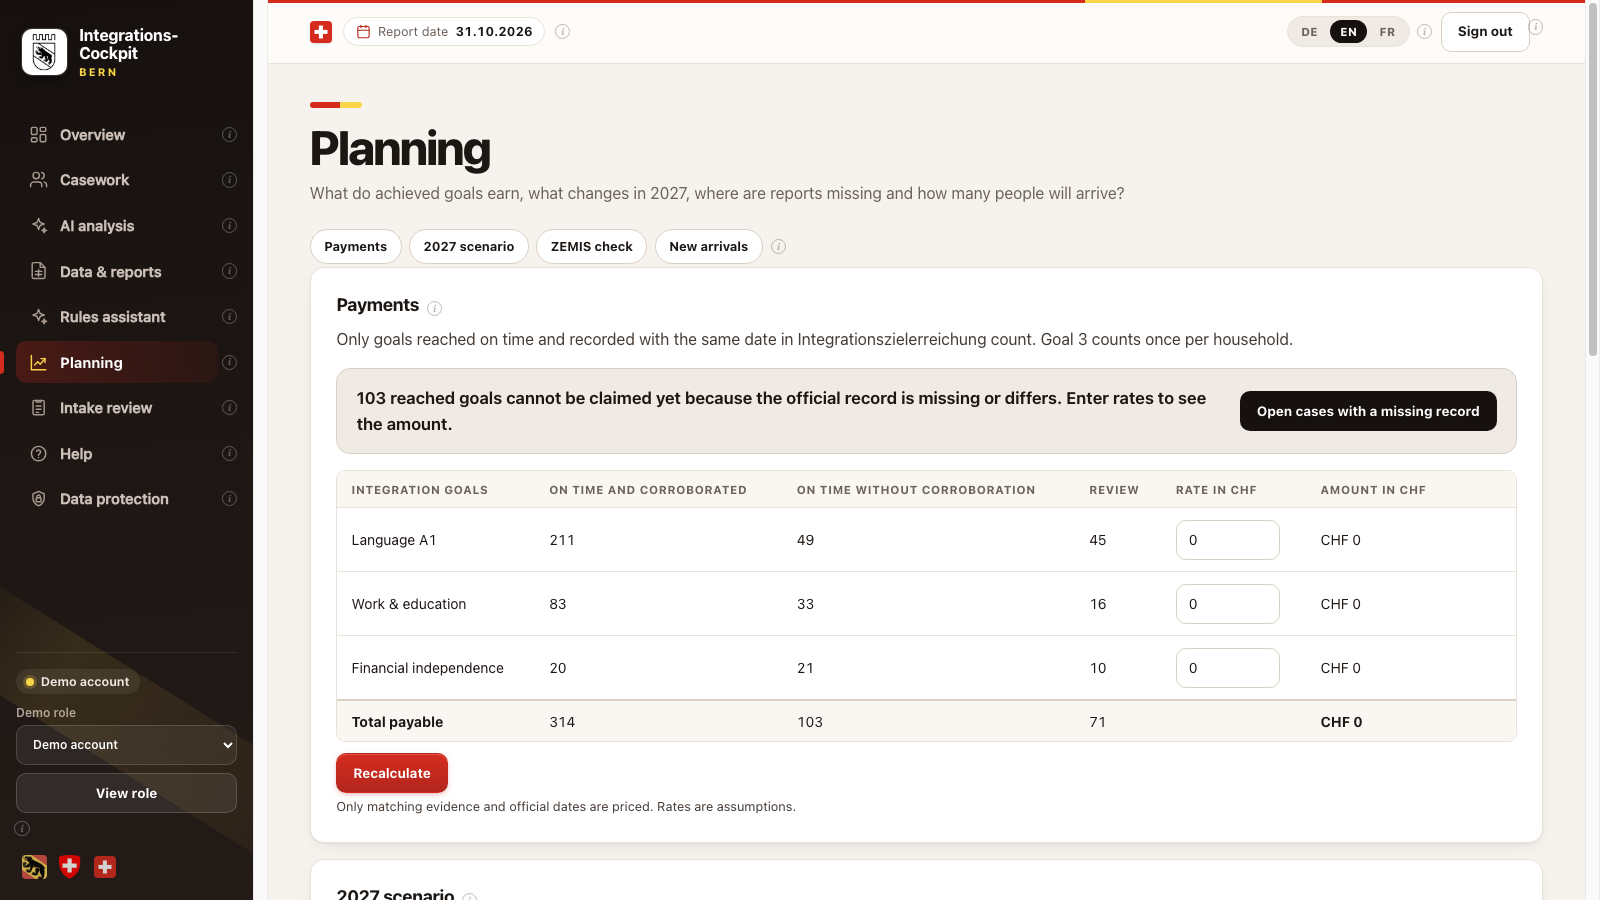 Integrations-
Cockpit
BERN
Overview
Casework
AI analysis
Data & reports
Rules assistant
Planning
Intake review
Help
Data protection
Demo account
Demo role
Demo account
View role
Report date 31.10.2026
DE EN FR
Sign out
Planning
What do achieved goals earn, what changes in 2027, where are reports missing and how many people will arrive?
Payments 2027 scenario ZEMIS check New arrivals
Payments
Only goals reached on time and recorded with the same date in Integrationszielerreichung count. Goal 3 counts once per household.
103 reached goals cannot be claimed yet because the official record is missing or differs. Enter rates to see
the amount.
Open cases with a missing record
INTEGRATION GOALS ON TIME AND CORROBORATED ON TIME WITHOUT CORROBORATION REVIEW RATE IN CHF AMOUNT IN CHF
Language A1 211 49 45 0 CHF 0
Work & education 83 33 16 0 CHF 0
Financial independence 20 21 10 0 CHF 0
Total payable 314 103 71 CHF 0
Recalculate
Only matching evidence and official dates are priced. Rates are assumptions.
2027 scenario